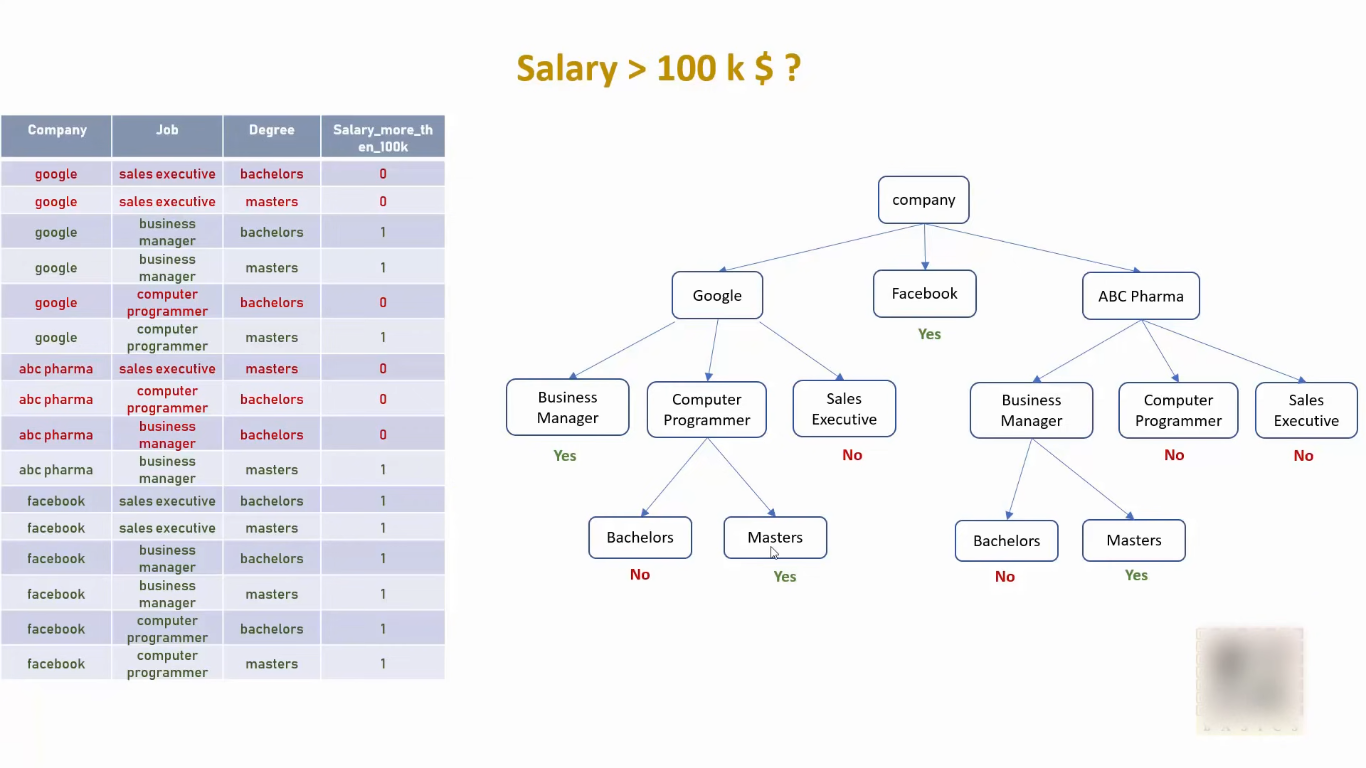 Salary > 100 k $ ?
Company Job Degree Salary_more_th
en_100k
google sales executive bachelors 0
google sales executive masters 0
google business
manager bachelors 1
google business
manager masters 1
google computer
programmer bachelors 0
google computer
programmer masters 1
abc pharma sales executive masters 0
abc pharma computer
programmer bachelors 0
abc pharma business
manager bachelors 0
abc pharma business
manager masters 1
facebook sales executive bachelors 1
facebook sales executive masters 1
facebook business
manager bachelors 1
facebook business
manager masters 1
facebook computer
programmer bachelors 1
facebook computer
programmer masters 1
company
Google
Facebook
ABC Pharma
Yes
Business
Manager
Computer
Programmer
Sales
Executive
Business
Manager
Computer
Programmer
Sales
Executive
Yes
No
No
No
Bachelors
Masters
Bachelors
Masters
No
Yes
No
Yes
BASICS